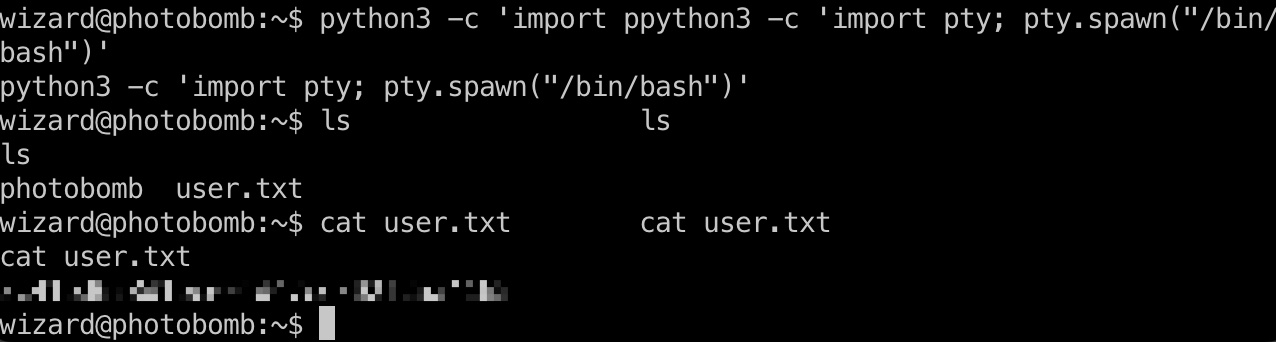 wizard@photobomb:~$ python3 -c 'import ppython3 -c 'import pty; pty.spawn("/bin/
bash")'
python3 -c 'import pty; pty.spawn("/bin/bash")'
wizard@photobomb:~$ ls                  ls
ls
photobomb  user.txt
wizard@photobomb:~$ cat user.txt        cat user.txt
cat user.txt
wizard@photobomb:~$